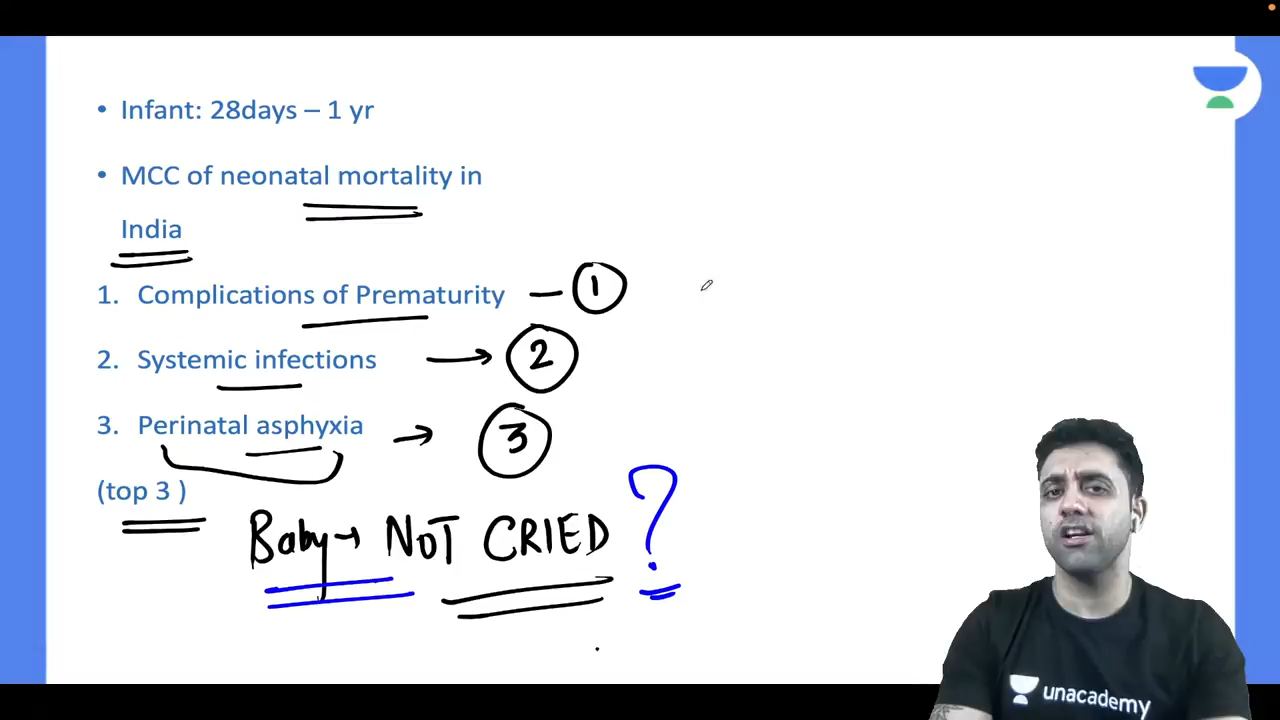 • Infant: 28days – 1 yr
• MCC of neonatal mortality in
India
1. Complications of Prematurity – 1
2. Systemic infections → 2
3. Perinatal asphyxia → 3
(top 3 )
Baby → NOT CRIED ?
unacademy